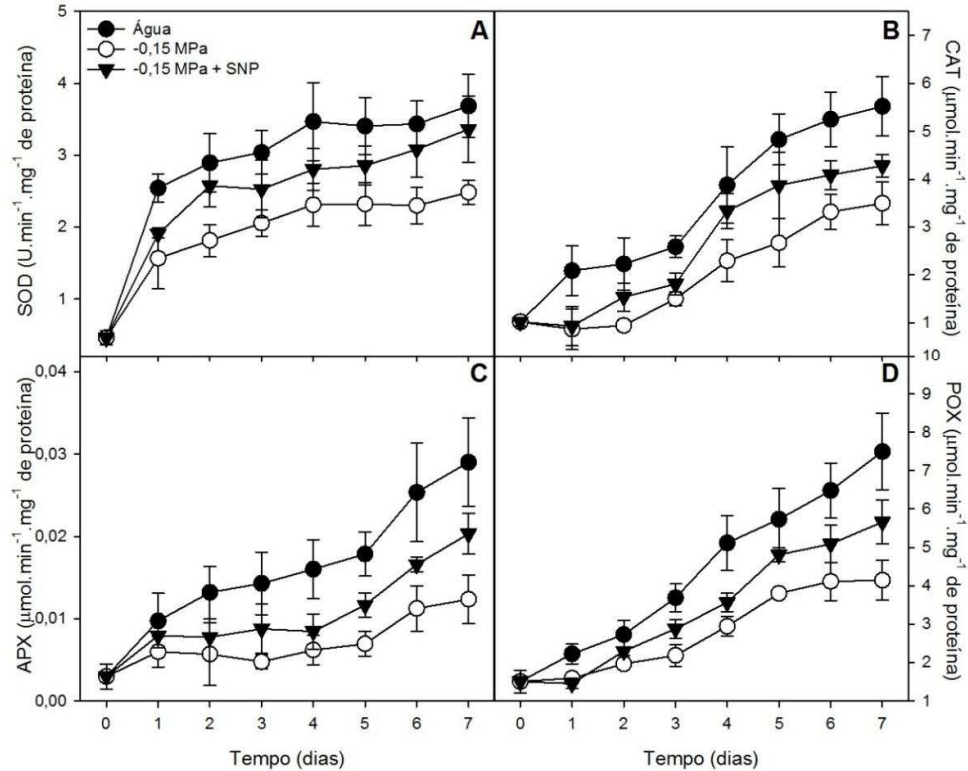 A
Água
-0,15 MPa
-0,15 MPa + SNP
5
4
3
2
1
SOD (U.min⁻¹.mg⁻¹ de proteína)
B
7
6
5
4
3
2
1
CAT (µmol.min⁻¹.mg⁻¹ de proteína)
C
0,04
0,03
0,02
0,01
0,00
APX (µmol.min⁻¹.mg⁻¹ de proteína)
0 1 2 3 4 5 6 7
Tempo (dias)
D
10
9
8
7
6
5
4
3
2
1
POX (µmol.min⁻¹.mg⁻¹ de proteína)
0 1 2 3 4 5 6 7
Tempo (dias)